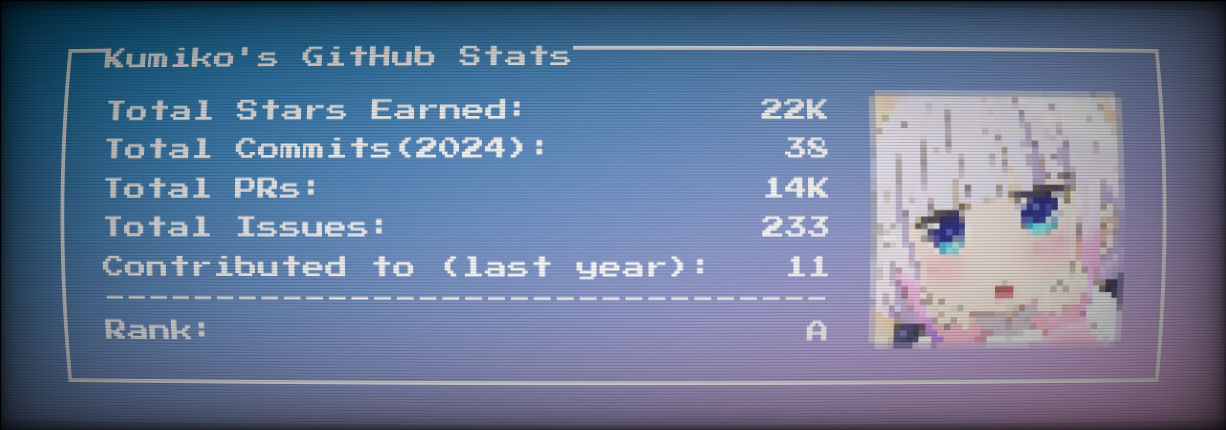 Kumiko's GitHub Stats
Total Stars Earned: 22K
Total Commits(2024): 38
Total PRs: 14K
Total Issues: 233
Contributed to (last year): 11
---------------------------------
Rank: A